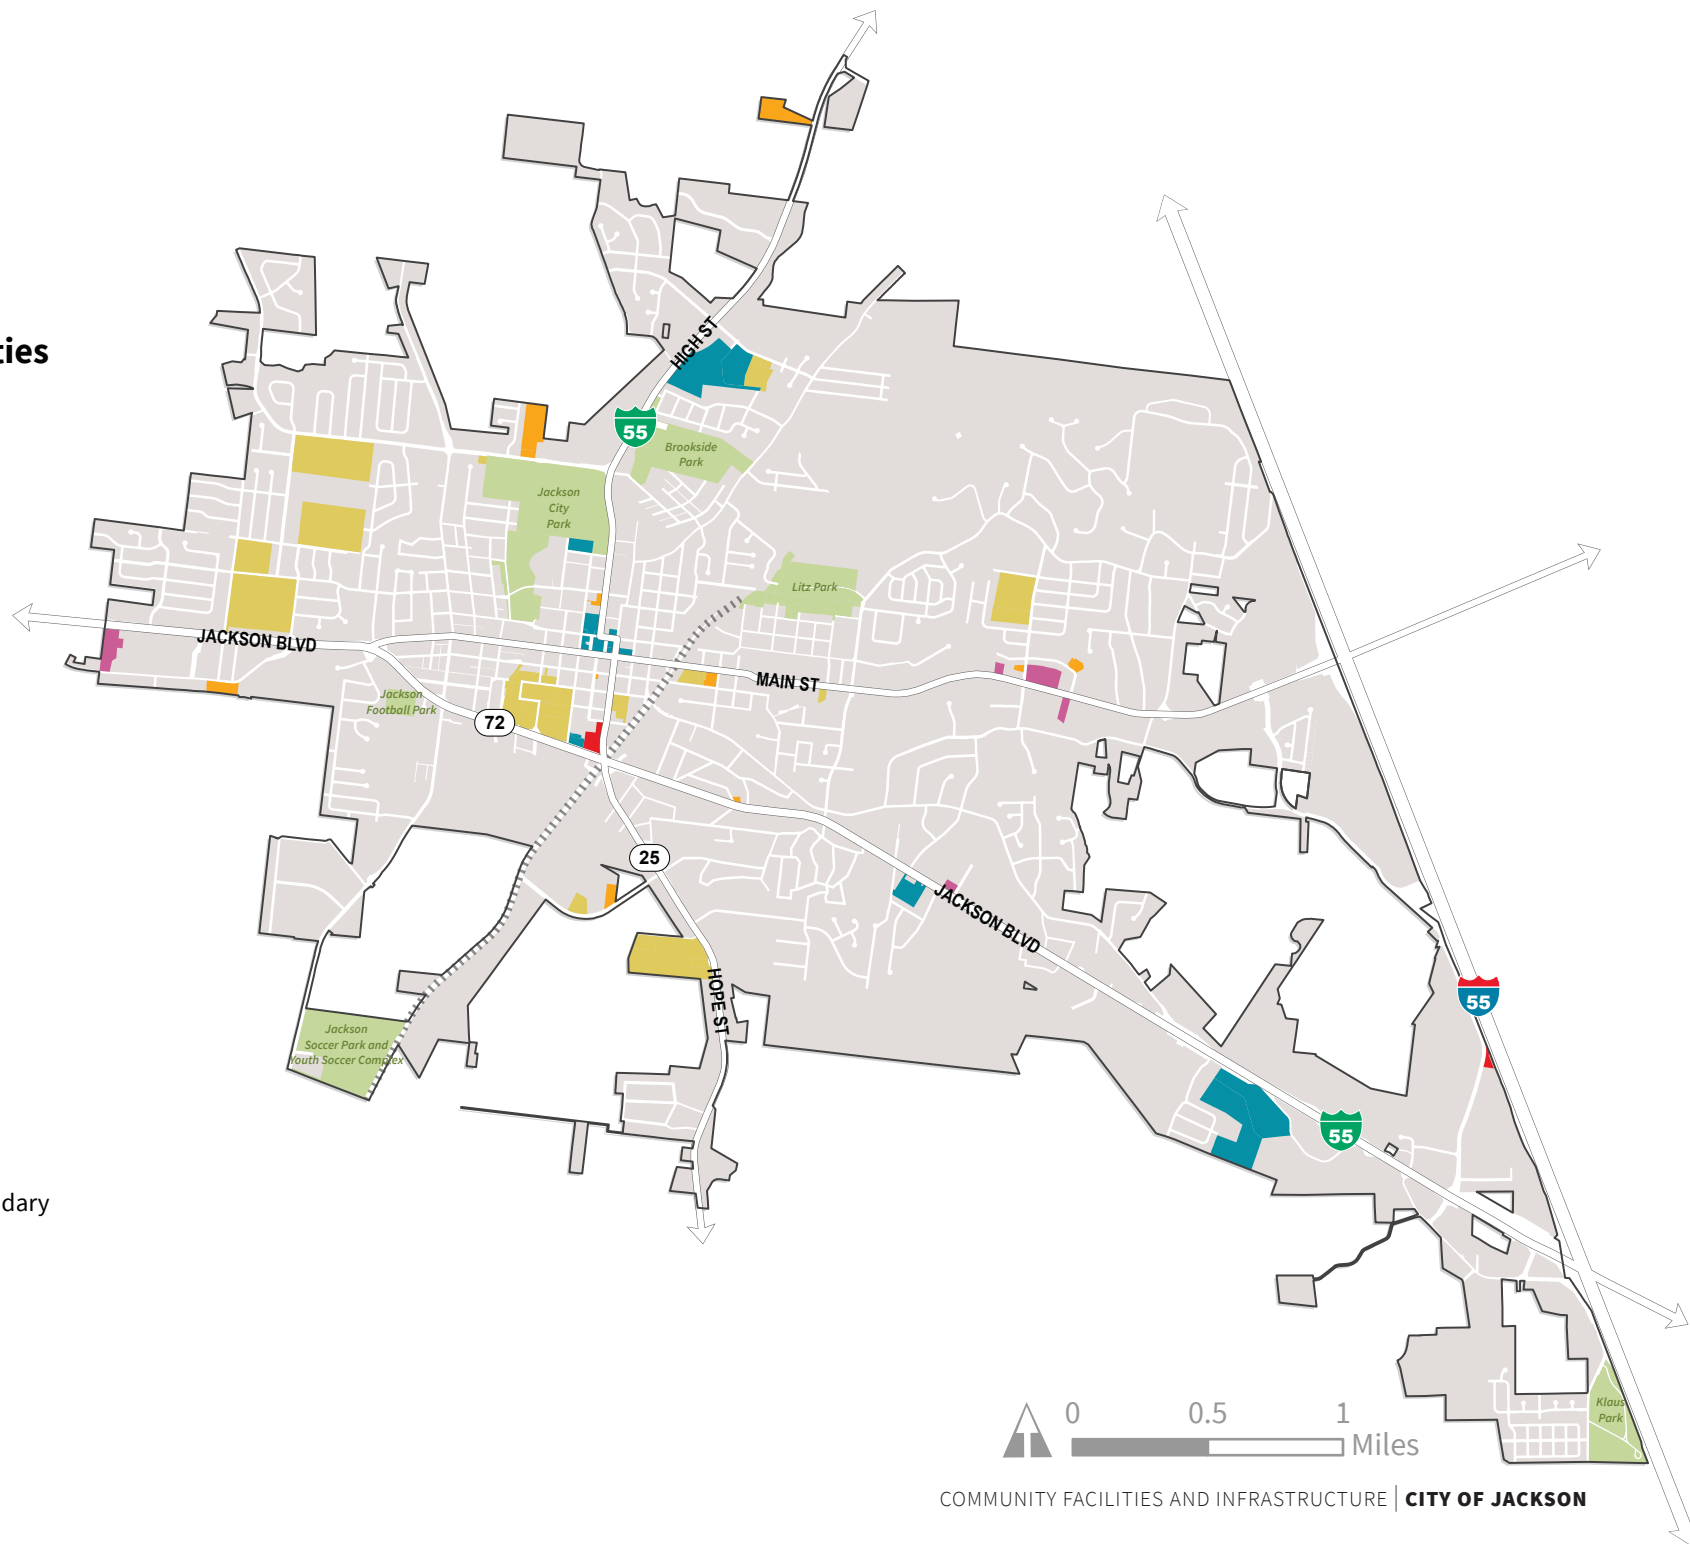 ties
HIGH ST
55
Brookside
Park
Jackson
City
Park
Litz Park
JACKSON BLVD
MAIN ST
Jackson
Football Park
72
25
JACKSON BLVD
HOPE ST
55
Jackson
Soccer Park and
Youth Soccer Complex
55
dary
Klaus
Park
0 0.5 1
Miles
COMMUNITY FACILITIES AND INFRASTRUCTURE | CITY OF JACKSON